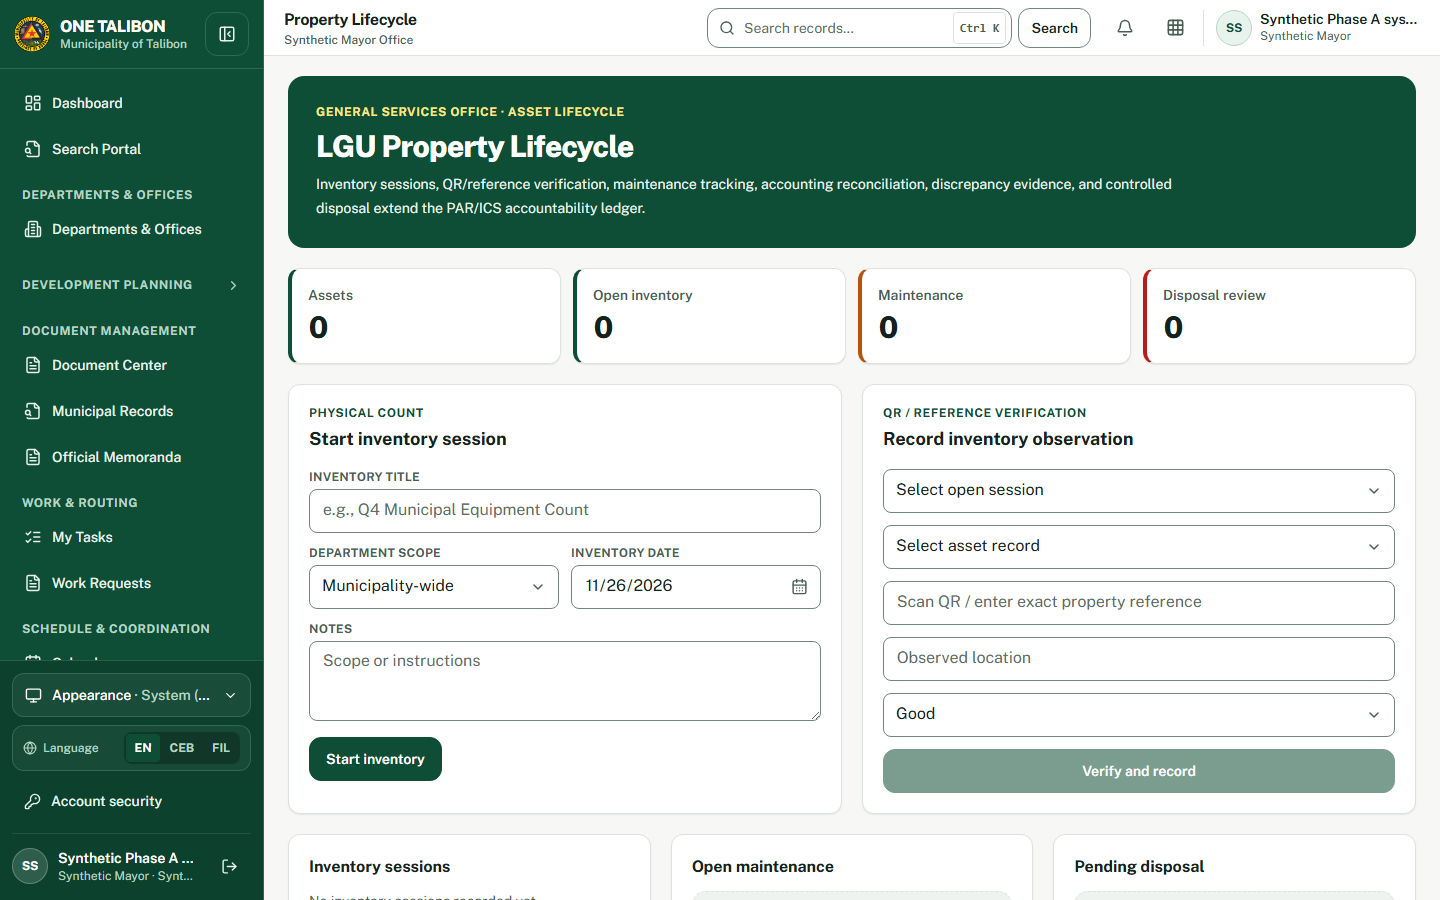 ONE TALIBON
Municipality of Talibon
Dashboard
Search Portal
DEPARTMENTS & OFFICES
Departments & Offices
DEVELOPMENT PLANNING
DOCUMENT MANAGEMENT
Document Center
Municipal Records
Official Memoranda
WORK & ROUTING
My Tasks
Work Requests
SCHEDULE & COORDINATION
Appearance · System (...
Language EN CEB FIL
Account security
SS Synthetic Phase A ...
Synthetic Mayor · Synt...
Property Lifecycle
Synthetic Mayor Office
Search records... Ctrl K Search
SS Synthetic Phase A sys...
Synthetic Mayor
GENERAL SERVICES OFFICE · ASSET LIFECYCLE
LGU Property Lifecycle
Inventory sessions, QR/reference verification, maintenance tracking, accounting reconciliation, discrepancy evidence, and controlled
disposal extend the PAR/ICS accountability ledger.
Assets
0
Open inventory
0
Maintenance
0
Disposal review
0
PHYSICAL COUNT
Start inventory session
INVENTORY TITLE
e.g., Q4 Municipal Equipment Count
DEPARTMENT SCOPE
Municipality-wide
INVENTORY DATE
11/26/2026
NOTES
Scope or instructions
Start inventory
QR / REFERENCE VERIFICATION
Record inventory observation
Select open session
Select asset record
Scan QR / enter exact property reference
Observed location
Good
Verify and record
Inventory sessions
Open maintenance
Pending disposal